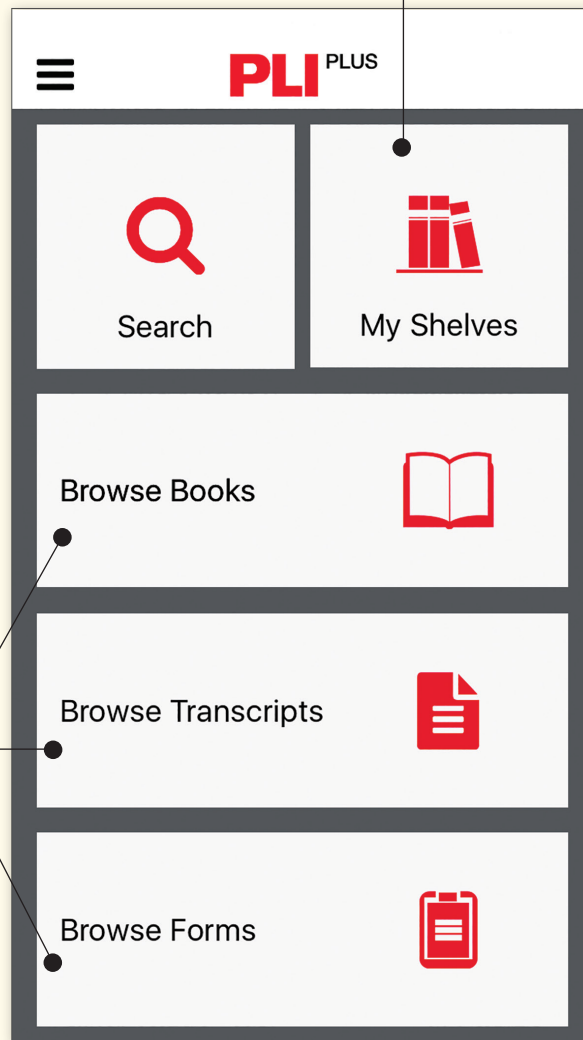 PLI PLUS
Search
My Shelves
Browse Books
Browse Transcripts
Browse Forms